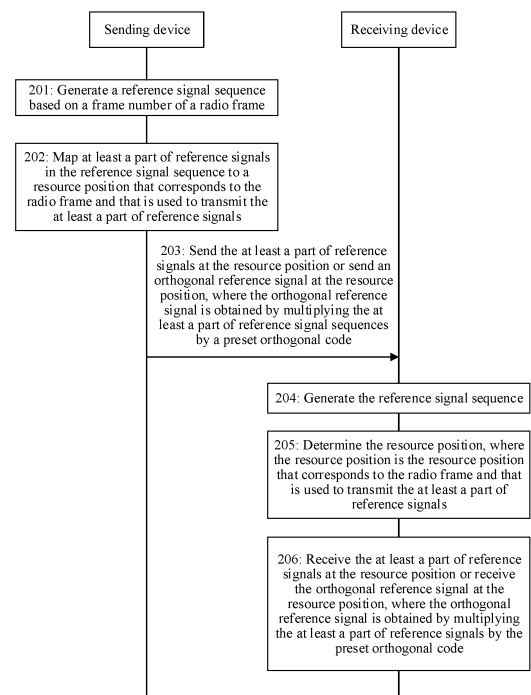 Sending device
Receiving device
201: Generate a reference signal sequence
based on a frame number of a radio frame
202: Map at least a part of reference signals
in the reference signal sequence to a
resource position that corresponds to the
radio frame and that is used to transmit the
at least a part of reference signals
203: Send the at least a part of reference
signals at the resource position or send an
orthogonal reference signal at the resource
position, where the orthogonal reference
signal is obtained by multiplying the at
least a part of reference signal sequences
by a preset orthogonal code
204: Generate the reference signal sequence
205: Determine the resource position, where
the resource position is the resource position
that corresponds to the radio frame and that
is used to transmit the at least a part of
reference signals
206: Receive the at least a part of reference
signals at the resource position or receive
the orthogonal reference signal at the
resource position, where the orthogonal
reference signal is obtained by multiplying
the at least a part of reference signals by the
preset orthogonal code